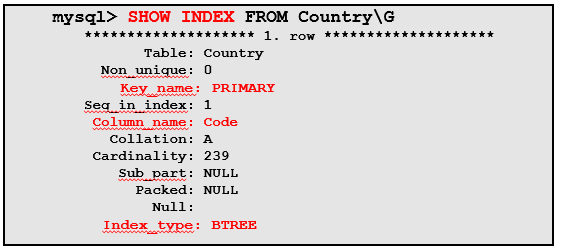 mysql> SHOW INDEX FROM Country\G
******************** 1. row ********************
Table: Country
Non_unique: 0
Key_name: PRIMARY
Seq_in_index: 1
Column_name: Code
Collation: A
Cardinality: 239
Sub_part: NULL
Packed: NULL
Null:
Index_type: BTREE